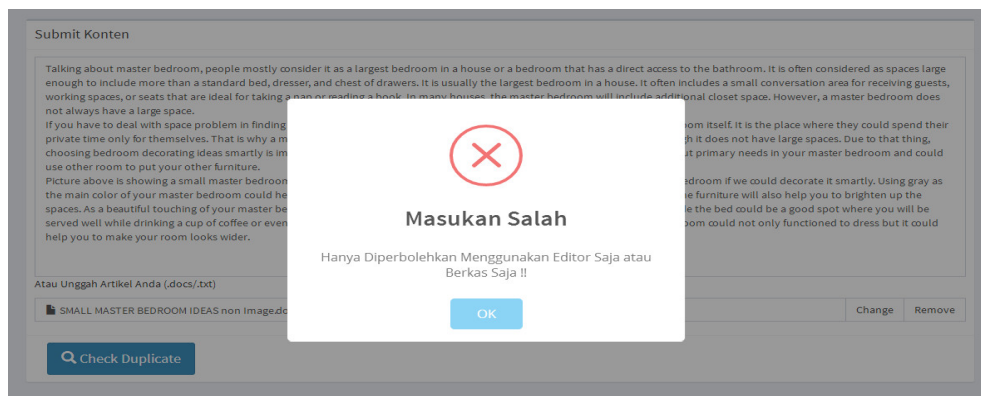 Submit Konten
Talking about master bedroom, people mostly consider it as a largest bedroom in a house or a bedroom that has a direct access to the bathroom. It is often considered as spaces large
enough to include more than a standard bed, dresser, and chest of drawers. It is usually the largest bedroom in a house. It often includes a small conversation area for receiving guests,
working spaces, or seats that are ideal for taking a nap or reading a book. In many houses, the master bedroom will include additional closet space. However, a master bedroom does
not always have a large space.
If you have to deal with space problem in finding
itself. It is the place where they could spend their
private time only for themselves. That is why a
it does not have large spaces. Due to that thing,
choosing bedroom decorating ideas smartly is
primary needs in your master bedroom and could
use other room to put your other furniture.
Picture above is showing a small master bedroom
if we could decorate it smartly. Using gray as
the main color of your master bedroom could
furniture will also help you to brighten up the
spaces. As a beautiful touching of your master
the bed could be a good spot where you will be
served well while drinking a cup of coffee or even
could not only functioned to dress but it could
help you to make your room looks wider.
Masukan Salah
Hanya Diperbolehkan Menggunakan Editor Saja atau
Berkas Saja !!
OK
Atau Unggah Artikel Anda (.docs/.txt)
SMALL MASTER BEDROOM IDEAS non Image.do
Change Remove
Check Duplicate